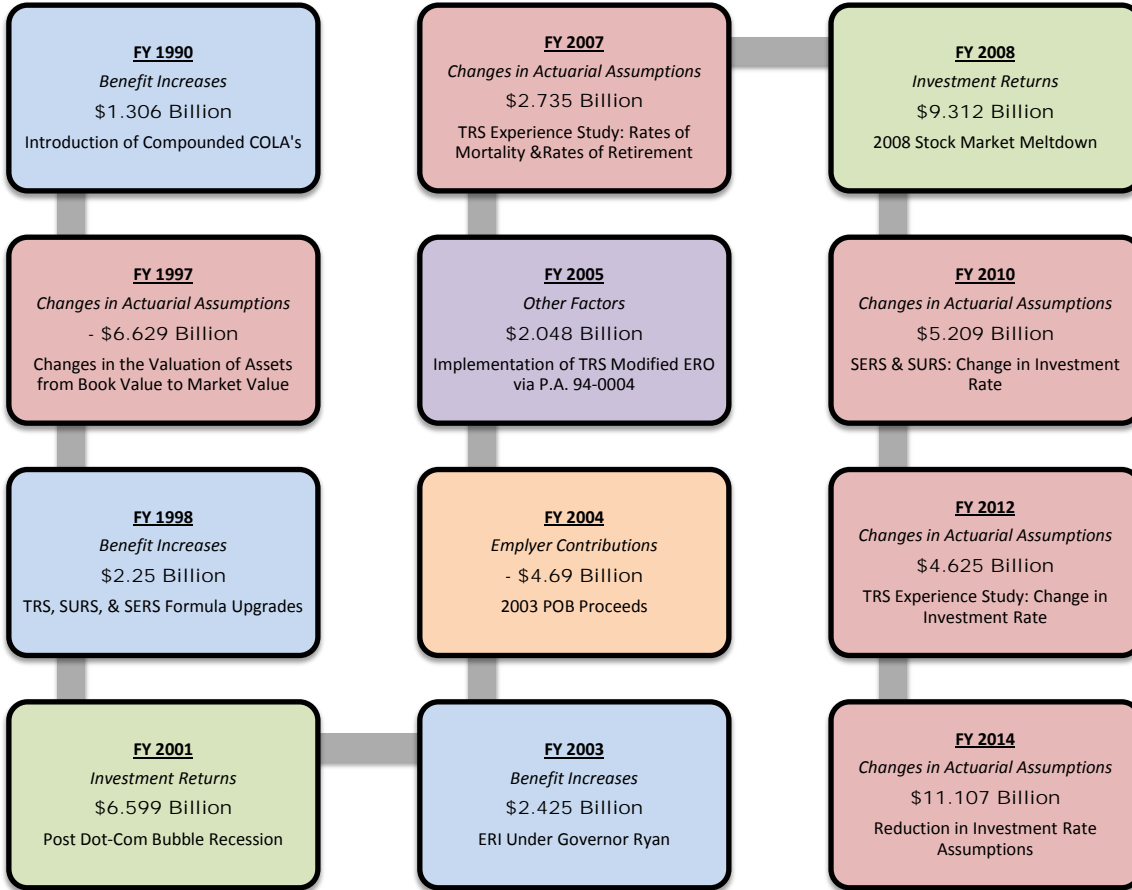 FY 1990
Benefit Increases
$1.306 Billion
Introduction of Compounded COLA's
FY 1997
Changes in Actuarial Assumptions
- $6.629 Billion
Changes in the Valuation of Assets
from Book Value to Market Value
FY 1998
Benefit Increases
$2.25 Billion
TRS, SURS, & SERS Formula Upgrades
FY 2001
Investment Returns
$6.599 Billion
Post Dot-Com Bubble Recession
FY 2003
Benefit Increases
$2.425 Billion
ERI Under Governor Ryan
FY 2004
Emplyer Contributions
- $4.69 Billion
2003 POB Proceeds
FY 2005
Other Factors
$2.048 Billion
Implementation of TRS Modified ERO
via P.A. 94-0004
FY 2007
Changes in Actuarial Assumptions
$2.735 Billion
TRS Experience Study: Rates of
Mortality &Rates of Retirement
FY 2008
Investment Returns
$9.312 Billion
2008 Stock Market Meltdown
FY 2010
Changes in Actuarial Assumptions
$5.209 Billion
SERS & SURS: Change in Investment
Rate
FY 2012
Changes in Actuarial Assumptions
$4.625 Billion
TRS Experience Study: Change in
Investment Rate
FY 2014
Changes in Actuarial Assumptions
$11.107 Billion
Reduction in Investment Rate
Assumptions